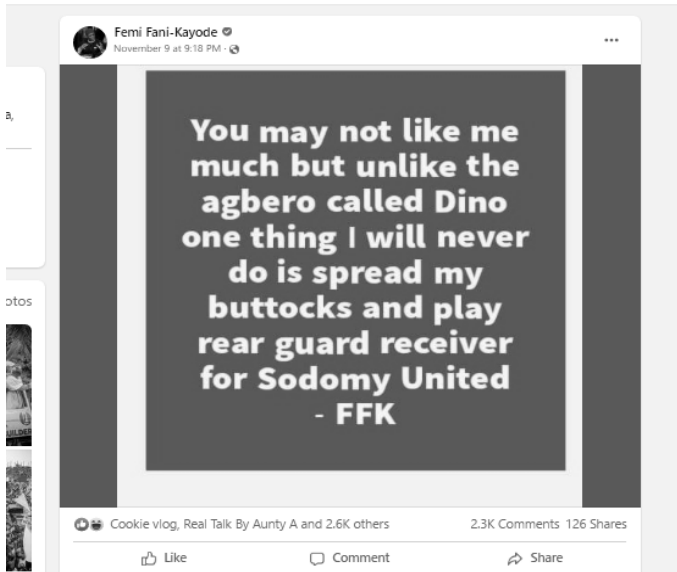 Femi Fani-Kayode
November 9 at 9:18 PM ·
a,
otos
UILDER
You may not like me
much but unlike the
agbero called Dino
one thing I will never
do is spread my
buttocks and play
rear guard receiver
for Sodomy United
- FFK
Cookie vlog, Real Talk By Aunty A and 2.6K others
2.3K Comments 126 Shares
Like
Comment
Share